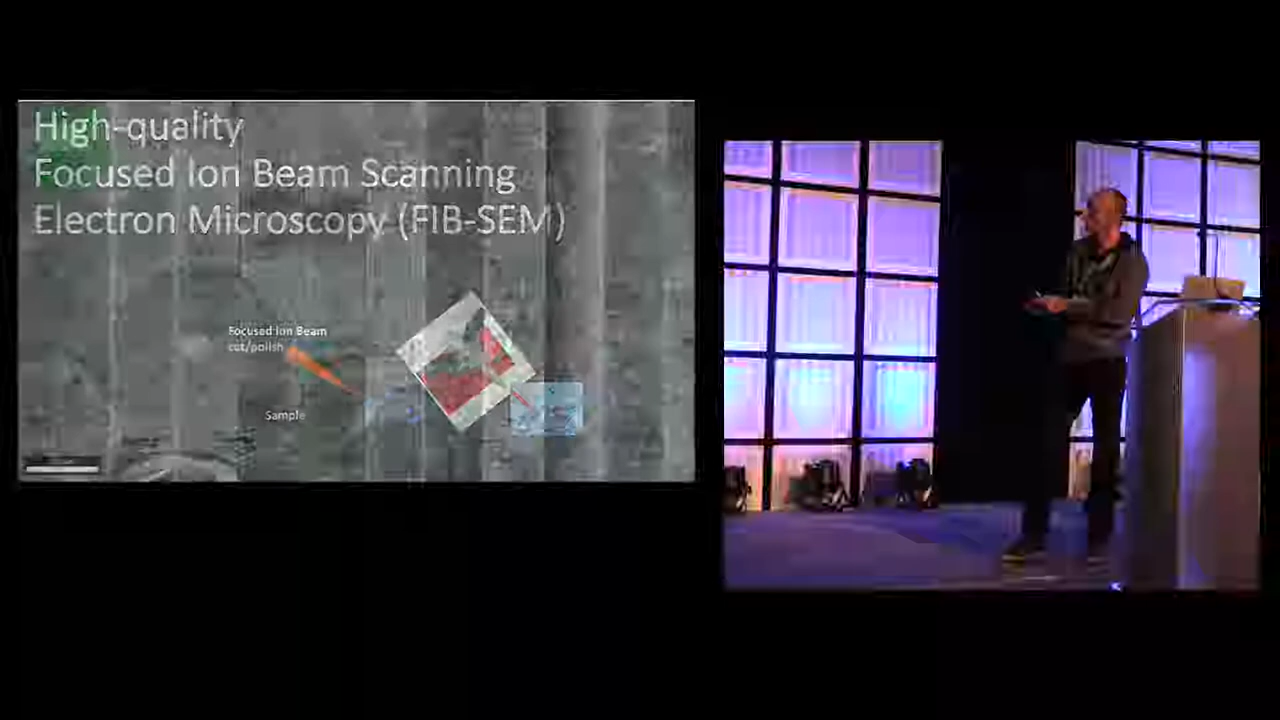 High-quality
Focused Ion Beam Scanning
Electron Microscopy (FIB-SEM)
Focused Ion Beam
cut/polish
Sample